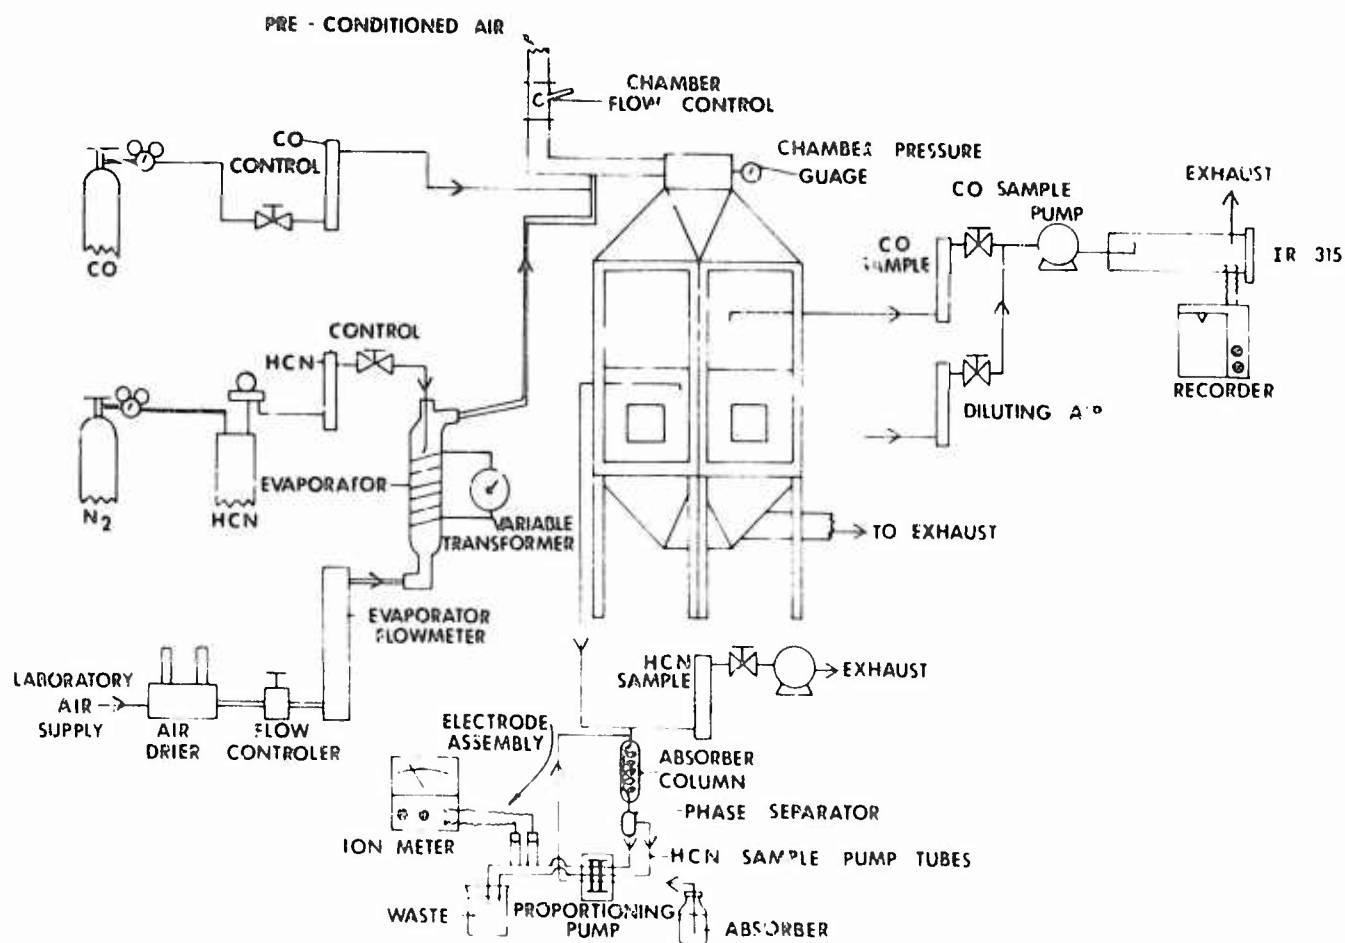 PRE - CONDITIONED AIR
CHAMBER
FLOW CONTROL
C
CO
CONTROL
CHAMBER PRESSURE
GUAGE
CO SAMPLE
PUMP
EXHAUST
CO
SAMPLE
IR 315
CO
CONTROL
HCN
RECORDER
DILUTING AIR
EVAPORATOR
N2
HCN
VARIABLE
TRANSFORMER
TO EXHAUST
EVAPORATOR
FLOWMETER
HCN
SAMPLE
EXHAUST
LABORATORY
AIR
SUPPLY
AIR
DRIER
FLOW
CONTROLER
ELECTRODE
ASSEMBLY
ABSORBER
COLUMN
PHASE SEPARATOR
ION METER
HCN SAMPLE PUMP TUBES
WASTE
PROPORTIONING
PUMP
ABSORBER